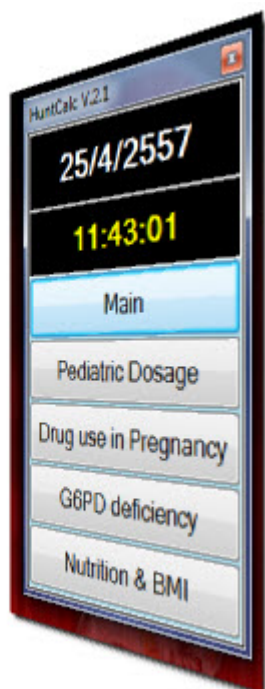 HuntCalc V.2.1
x
25/4/2557
11:43:01
Main
Pediatric Dosage
Drug use in Pregnancy
G6PD deficiency
Nutrition & BMI